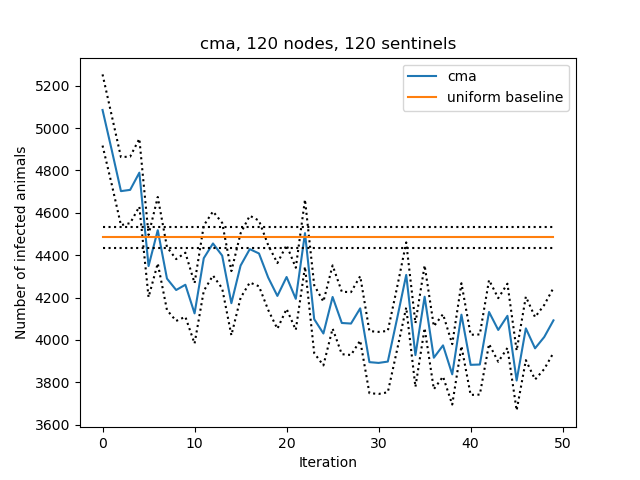 cma, 120 nodes, 120 sentinels
cma
uniform baseline
5200
5000
4800
4600
4400
4200
4000
3800
3600
Number of infected animals
0 10 20 30 40 50
Iteration